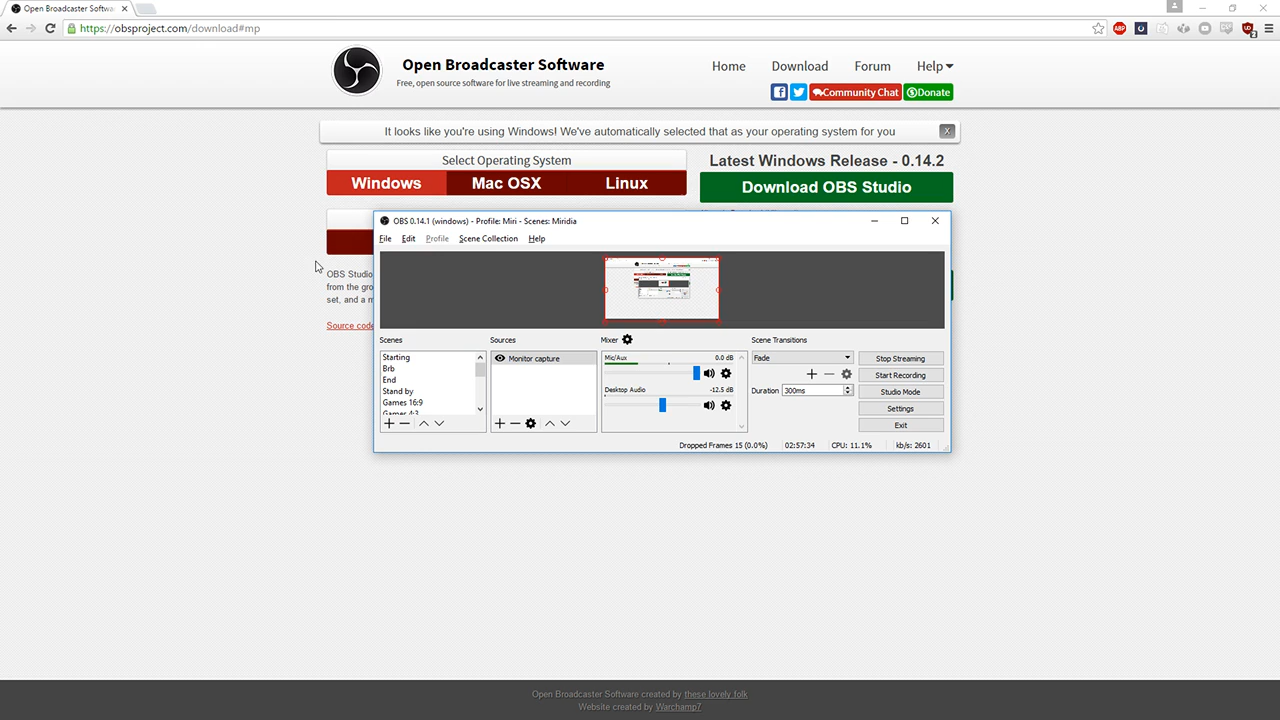 Open Broadcaster Softwa
https://obsproject.com/download#mp
ABP
Open Broadcaster Software
Free, open source software for live streaming and recording
Home
Download
Forum
Help
Community Chat
Donate
It looks like you're using Windows! We've automatically selected that as your operating system for you
X
Select Operating System
Windows
Mac OSX
Linux
Latest Windows Release - 0.14.2
Download OBS Studio
OBS Studio
from the gro
set, and a m
Source code
OBS 0.14.1 (windows) - Profile: Miri - Scenes: Miridia
File
Edit
Profile
Scene Collection
Help
Scenes
Starting
Brb
End
Stand by
Games 16:9
Games 4:3
Sources
Monitor capture
Mixer
Mic/Aux
0.0 dB
Desktop Audio
-12.5 dB
Scene Transitions
Fade
Duration
300ms
Stop Streaming
Start Recording
Studio Mode
Settings
Exit
Dropped Frames 15 (0.0%)
02:57:34
CPU: 11.1%
kb/s: 2601
Open Broadcaster Software created by these lovely folk
Website created by Warchamp7